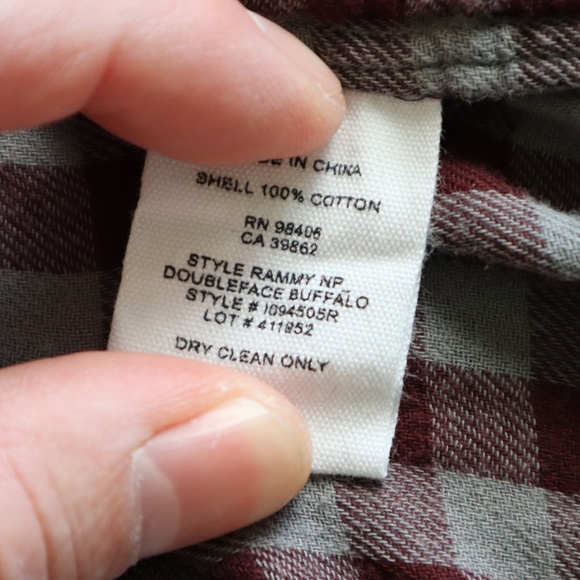 IN CHINA
SHELL 100% COTTON
RN 98406
CA 39862
STYLE RAMMY NP
DOUBLEFACE BUFFALO
STYLE # I094505R
LOT # 411952
DRY CLEAN ONLY